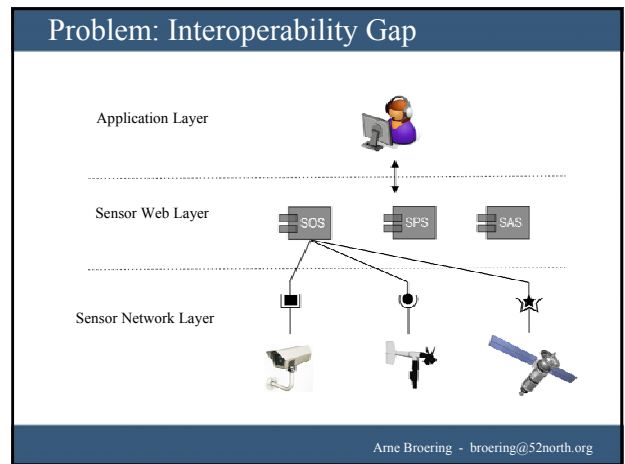 Problem: Interoperability Gap
Application Layer
Sensor Web Layer
SOS
SPS
SAS
Sensor Network Layer
Arne Broering - broering@52north.org